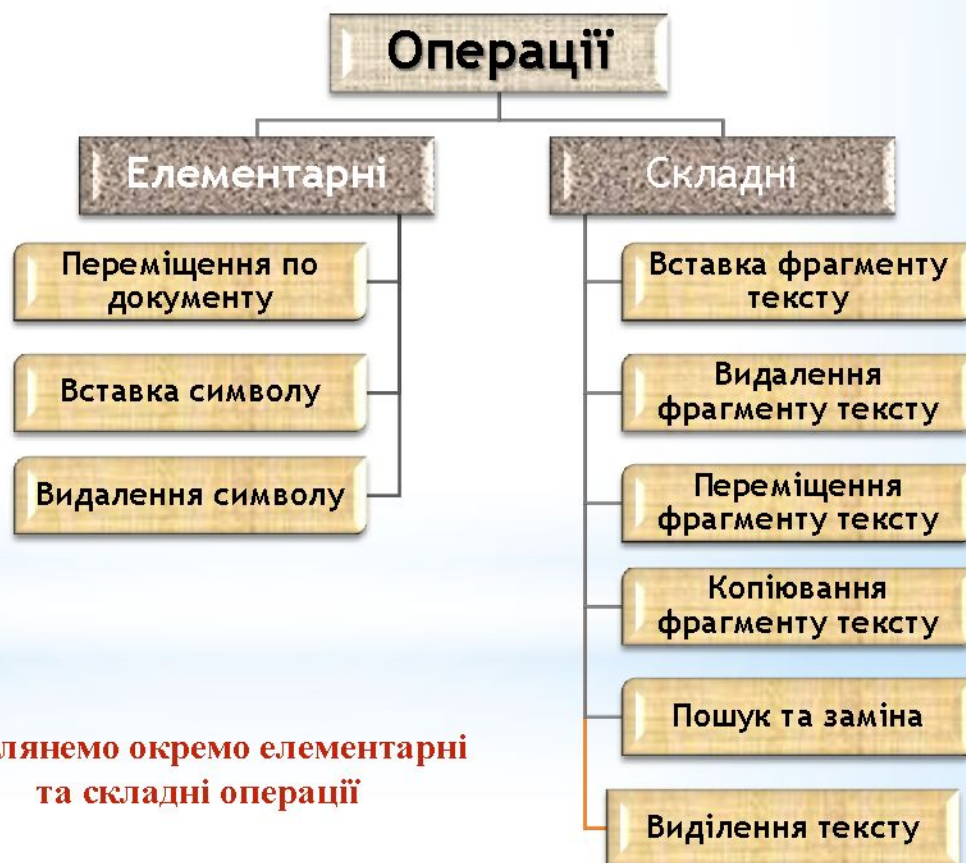 Операції
Елементарні
Переміщення по
документу
Вставка символу
Видалення символу
Складні
Вставка фрагменту
тексту
Видалення
фрагменту тексту
Переміщення
фрагменту тексту
Копіювання
фрагменту тексту
Пошук та заміна
Виділення тексту
лянемо окремо елементарні
та складні операції